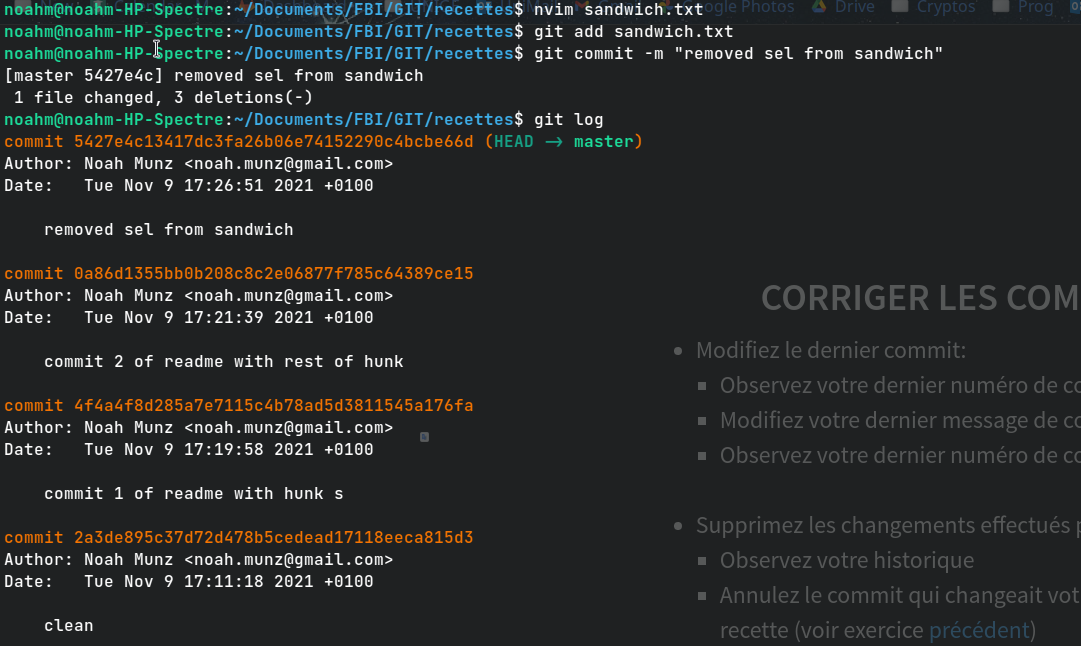 noahm@noahm-HP-Spectre:~/Documents/FBI/GIT/recettes$ nvim sandwich.txt
noahm@noahm-HP-Spectre:~/Documents/FBI/GIT/recettes$ git add sandwich.txt
noahm@noahm-HP-Spectre:~/Documents/FBI/GIT/recettes$ git commit -m "removed sel from sandwich"
[master 5427e4c] removed sel from sandwich
 1 file changed, 3 deletions(-)
noahm@noahm-HP-Spectre:~/Documents/FBI/GIT/recettes$ git log
commit 5427e4c13417dc3fa26b06e74152290c4bcbe66d (HEAD -> master)
Author: Noah Munz <noah.munz@gmail.com>
Date:   Tue Nov 9 17:26:51 2021 +0100
    removed sel from sandwich
commit 0a86d1355bb0b208c8c2e06877f785c64389ce15
Author: Noah Munz <noah.munz@gmail.com>
Date:   Tue Nov 9 17:21:39 2021 +0100
    commit 2 of readme with rest of hunk
commit 4f4a4f8d285a7e7115c4b78ad5d3811545a176fa
Author: Noah Munz <noah.munz@gmail.com>
Date:   Tue Nov 9 17:19:58 2021 +0100
    commit 1 of readme with hunk s
commit 2a3de895c37d72d478b5cedead17118eeca815d3
Author: Noah Munz <noah.munz@gmail.com>
Date:   Tue Nov 9 17:11:18 2021 +0100
    clean
Photos Drive Cryptos Prog
CORRIGER LES COM
• Modifiez le dernier commit:
▪ Observez votre dernier numéro de co
▪ Modifiez votre dernier message de co
▪ Observez votre dernier numéro de co
• Supprimez les changements effectués p
▪ Observez votre historique
▪ Annulez le commit qui changeait vot
recette (voir exercice précédent)